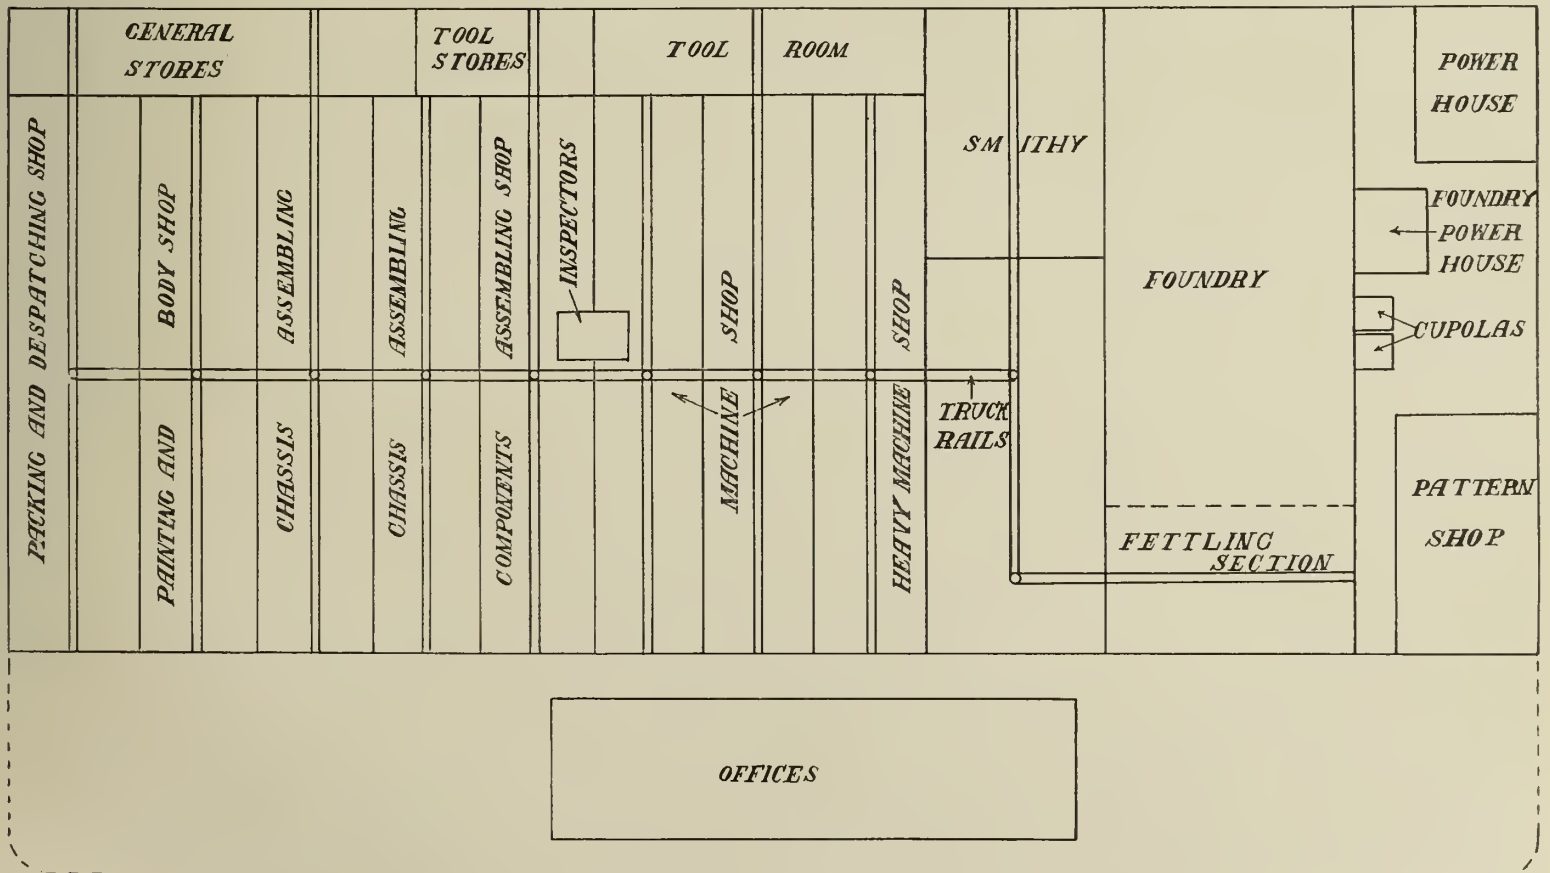 GENERAL
STORES
TOOL
STORES
TOOL ROOM
POWER
HOUSE
SMITHY
FOUNDRY
POWER
HOUSE
CUPOLAS
FOUNDRY
PACKING AND DESPATCHING SHOP
PAINTING AND BODY SHOP
CHASSIS ASSEMBLING
CHASSIS ASSEMBLING
COMPONENTS ASSEMBLING SHOP
INSPECTORS
MACHINE SHOP
HEAVY MACHINE SHOP
TRUCK
RAILS
PATTERN
SHOP
FETTLING
SECTION
OFFICES